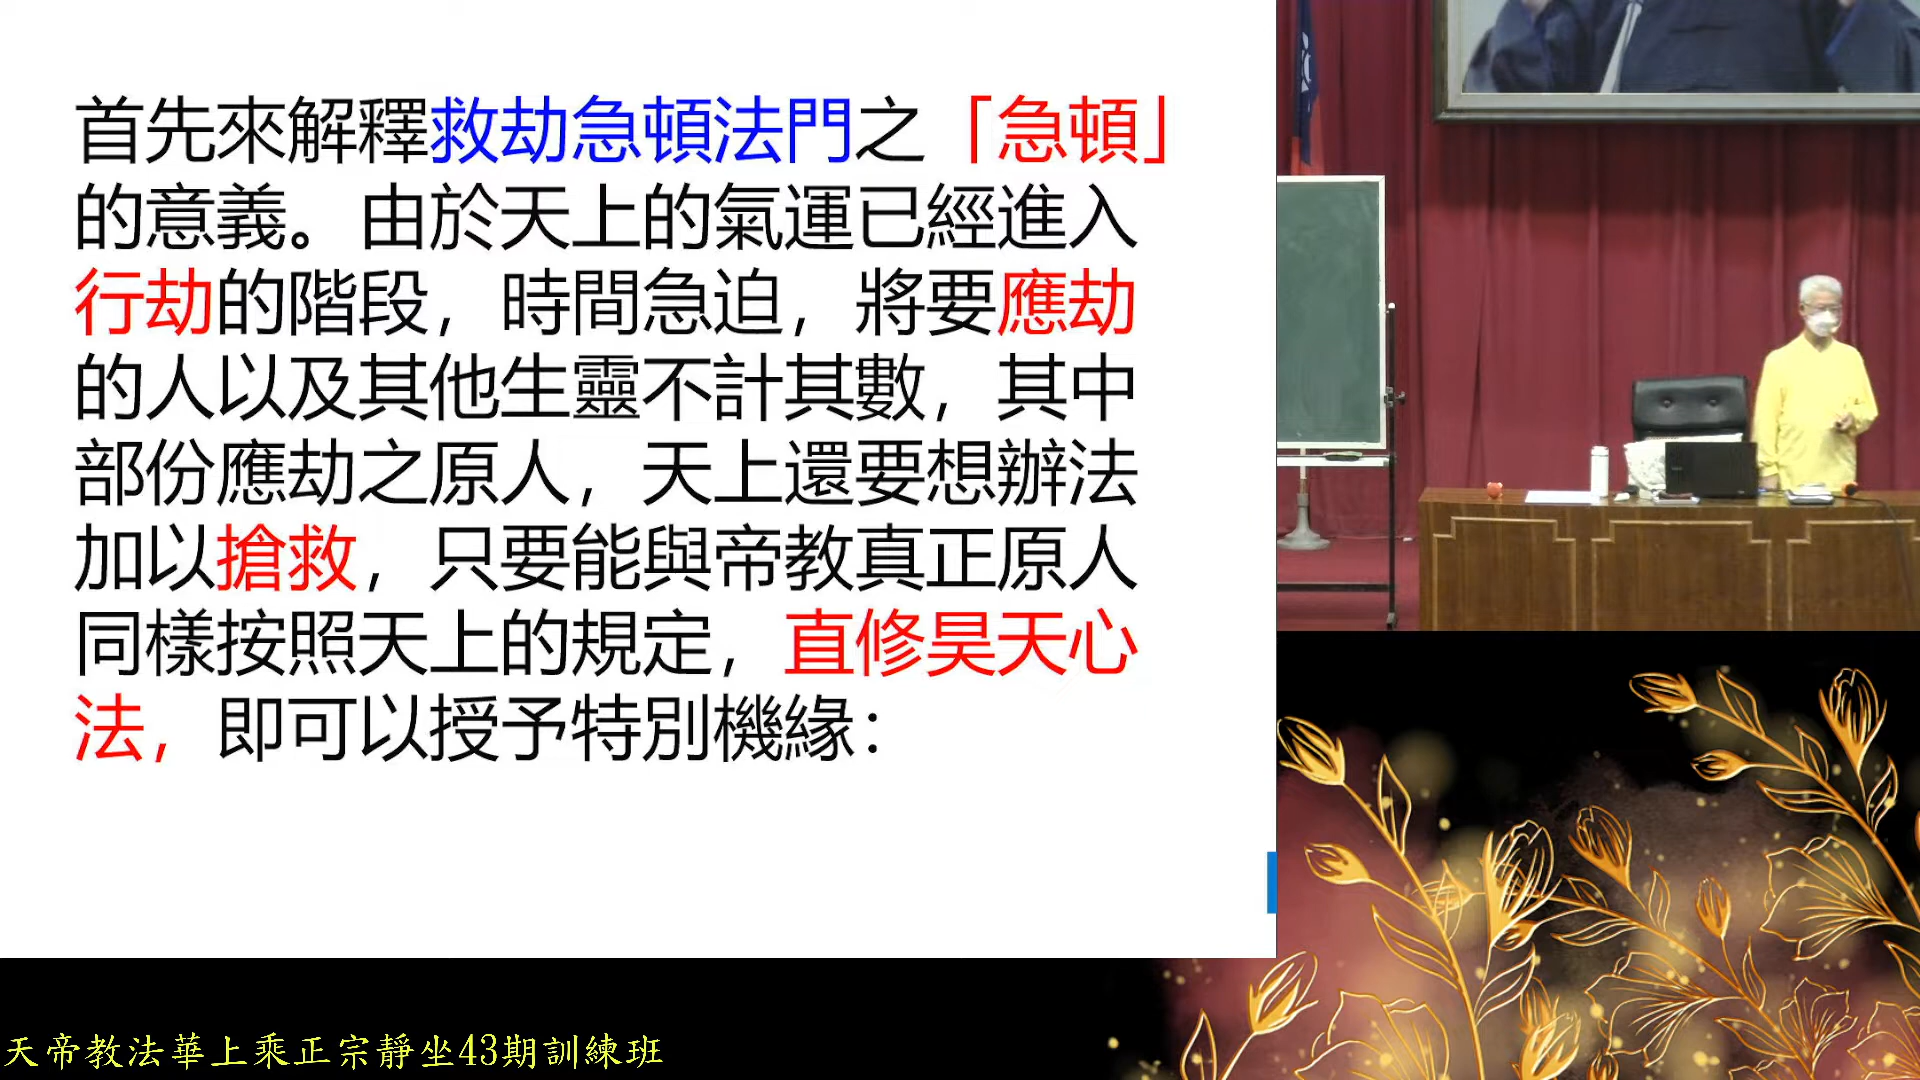 首先來解釋救劫急頓法門之「急頓」
的意義。由於天上的氣運已經進入
行劫的階段，時間急迫，將要應劫
的人以及其他生靈不計其數，其中
部份應劫之原人，天上還要想辦法
加以搶救，只要能與帝教真正原人
同樣按照天上的規定，直修昊天心
法，即可以授予特別機緣：
天帝教法華上乘正宗靜坐43期訓練班